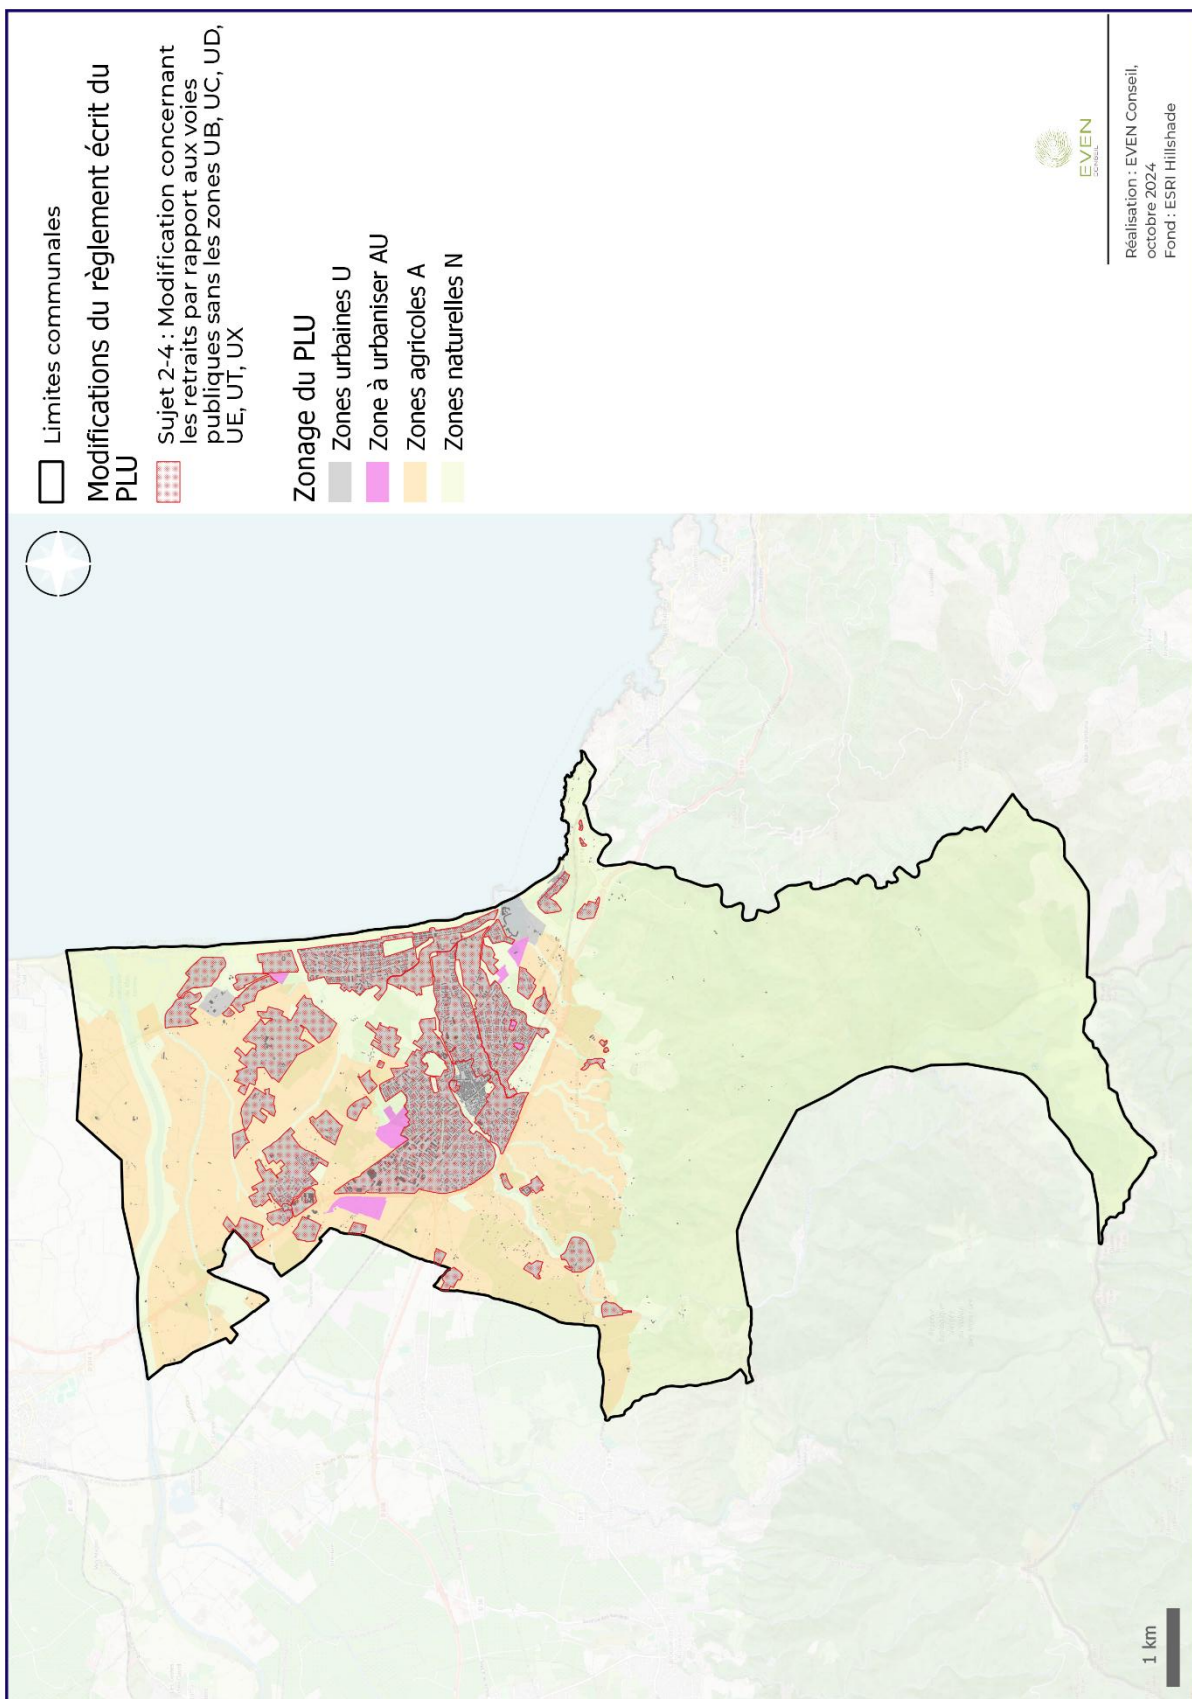 Limites communales
Modifications du règlement écrit du
PLU
Sujet 2-4 : Modification concernant
les retraits par rapport aux voies
publiques sans les zones UB, UC, UD,
UE, UT, UX
Zonage du PLU
Zones urbaines U
Zone à urbaniser AU
Zones agricoles A
Zones naturelles N
EVEN
CONSEIL
Réalisation : EVEN Conseil,
octobre 2024
Fond : ESRI Hillshade
1 km